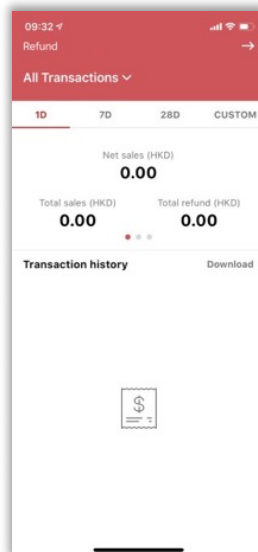 09:32
Refund
All Transactions
1D 7D 28D CUSTOM
Net sales (HKD)
0.00
Total sales (HKD) Total refund (HKD)
0.00 0.00
Transaction history Download
$